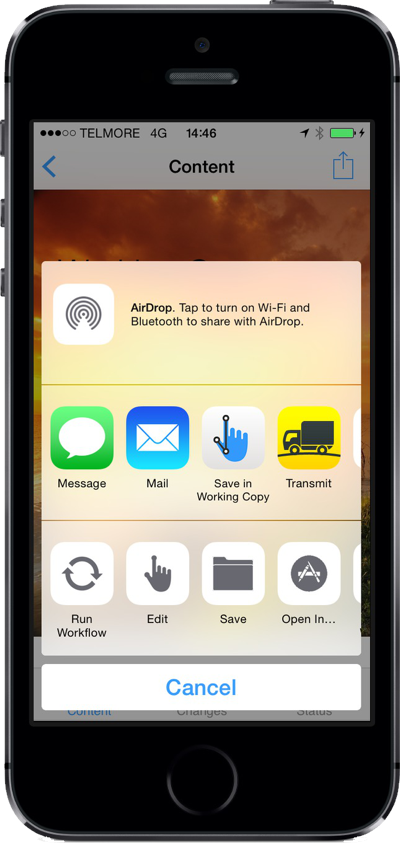 TELMORE 4G 14:46
Content
AirDrop. Tap to turn on Wi-Fi and
Bluetooth to share with AirDrop.
Message
Mail
Save in
Working Copy
Transmit
Run
Workflow
Edit
Save
Open In...
Cancel
Content
Changes
Status